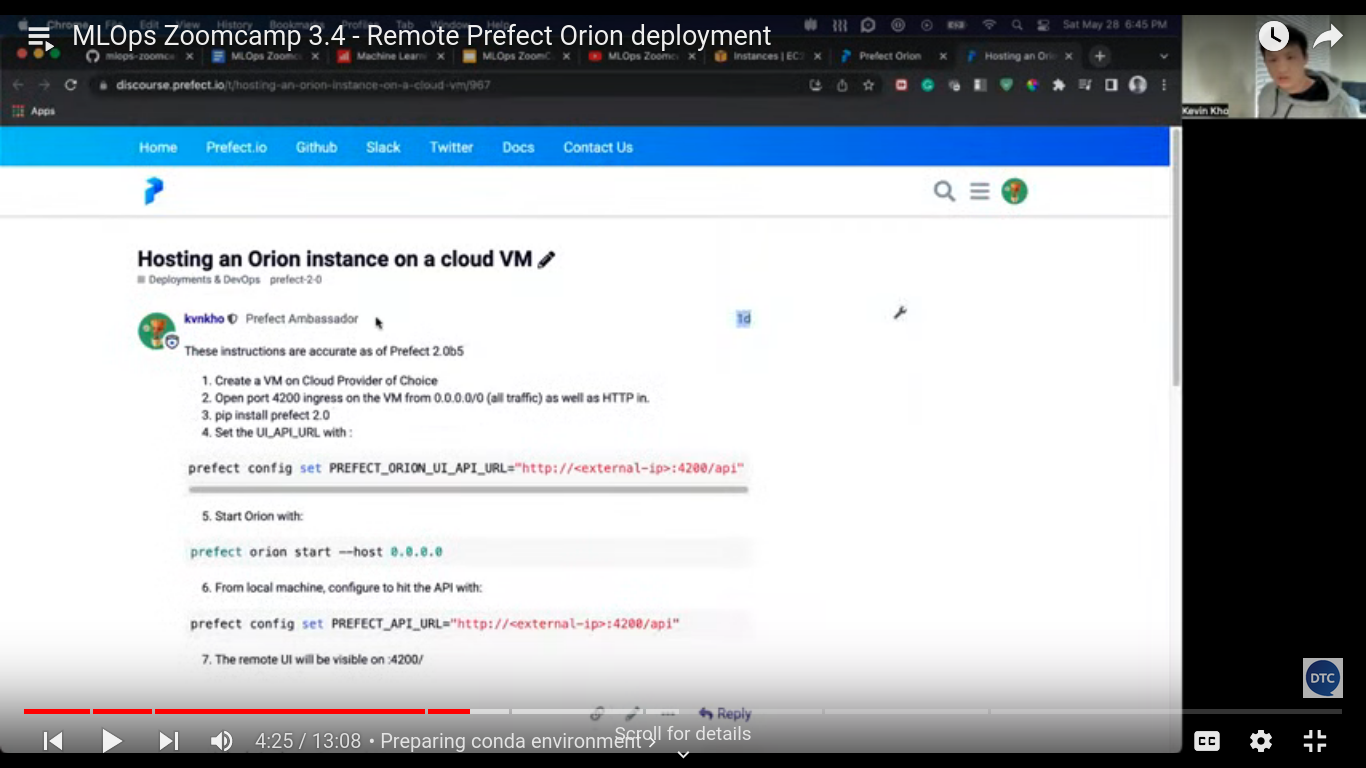 Chrome File Edit View History Bookmarks Profiles Tab Window Help Sat May 28 6:45 PM
MLOps Zoomcamp 3.4 - Remote Prefect Orion deployment
mlops-zoomc MLOps Zoom Machine Learn MLOps ZoomC MLOps Zoomc Instances | EC Prefect Orion Hosting an Ori
discourse.prefect.io/t/hosting-an-orion-instance-on-a-cloud-vm/967
Kevin Kho
Apps
Home Prefect.io Github Slack Twitter Docs Contact Us
Hosting an Orion instance on a cloud VM
Deployments & DevOps prefect-2-0
kvnkho Prefect Ambassador 1d
These instructions are accurate as of Prefect 2.0b5
1. Create a VM on Cloud Provider of Choice
2. Open port 4200 ingress on the VM from 0.0.0.0/0 (all traffic) as well as HTTP in.
3. pip install prefect 2.0
4. Set the UI_API_URL with :
prefect config set PREFECT_ORION_UI_API_URL="http://<external-ip>:4200/api"
5. Start Orion with:
prefect orion start --host 0.0.0.0
6. From local machine, configure to hit the API with:
prefect config set PREFECT_API_URL="http://<external-ip>:4200/api"
7. The remote UI will be visible on :4200/
DTC
Reply
Scroll for details
4:25 / 13:08 • Preparing conda environment
CC